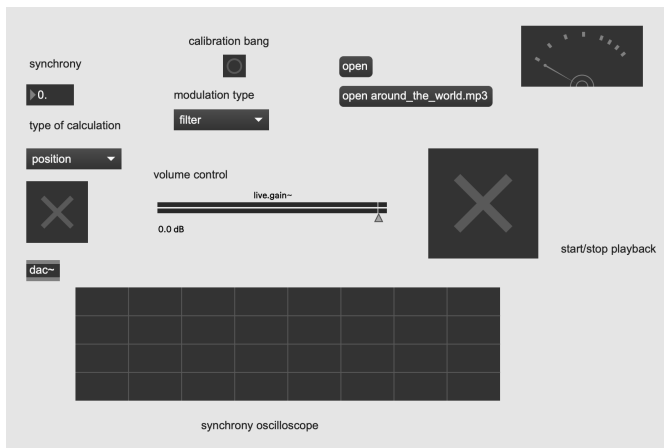 calibration bang
synchrony
open
0.
modulation type
open around_the_world.mp3
filter
type of calculation
position
volume control
live.gain~
0.0 dB
start/stop playback
dac~
synchrony oscilloscope